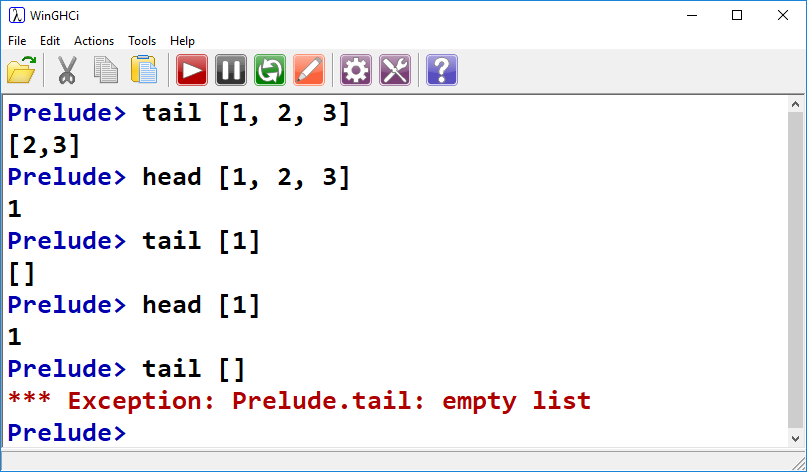 WinGHCi
File Edit Actions Tools Help
Prelude> tail [1, 2, 3]
[2,3]
Prelude> head [1, 2, 3]
1
Prelude> tail [1]
[]
Prelude> head [1]
1
Prelude> tail []
*** Exception: Prelude.tail: empty list
Prelude>